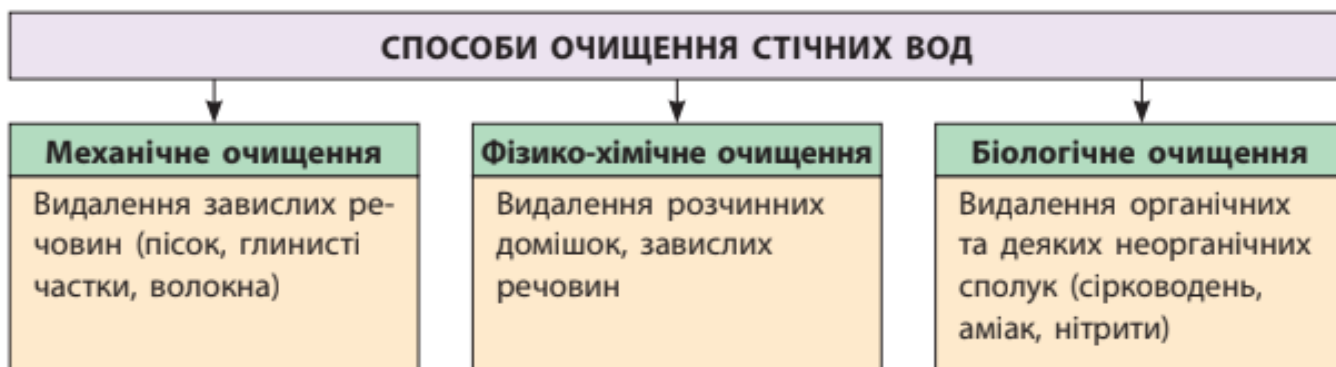 СПОСОБИ ОЧИЩЕННЯ СТІЧНИХ ВОД
Механічне очищення
Видалення завислих ре-
човин (пісок, глинисті
частки, волокна)
Фізико-хімічне очищення
Видалення розчинних
домішок, завислих
речовин
Біологічне очищення
Видалення органічних
та деяких неорганічних
сполук (сірководень,
аміак, нітрити)